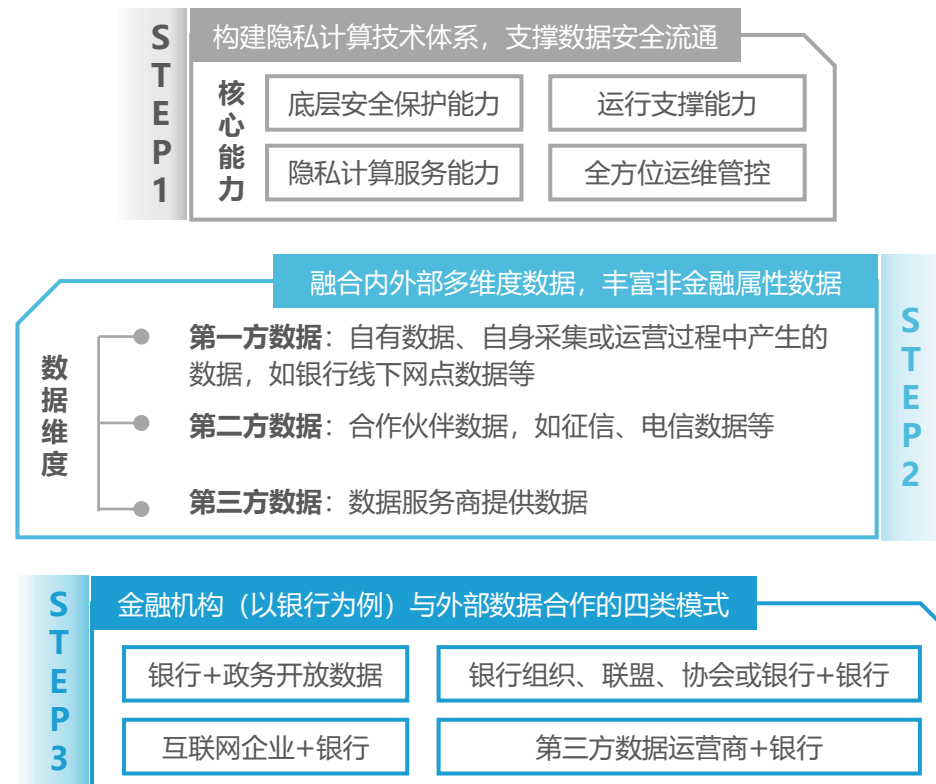 STEP1
构建隐私计算技术体系，支撑数据安全流通
核心能力
底层安全保护能力
运行支撑能力
隐私计算服务能力
全方位运维管控
融合内外部多维度数据，丰富非金融属性数据
STEP2
数据维度
第一方数据：自有数据、自身采集或运营过程中产生的
数据，如银行线下网点数据等
第二方数据：合作伙伴数据，如征信、电信数据等
第三方数据：数据服务商提供数据
STEP3
金融机构（以银行为例）与外部数据合作的四类模式
银行+政务开放数据
银行组织、联盟、协会或银行+银行
互联网企业+银行
第三方数据运营商+银行